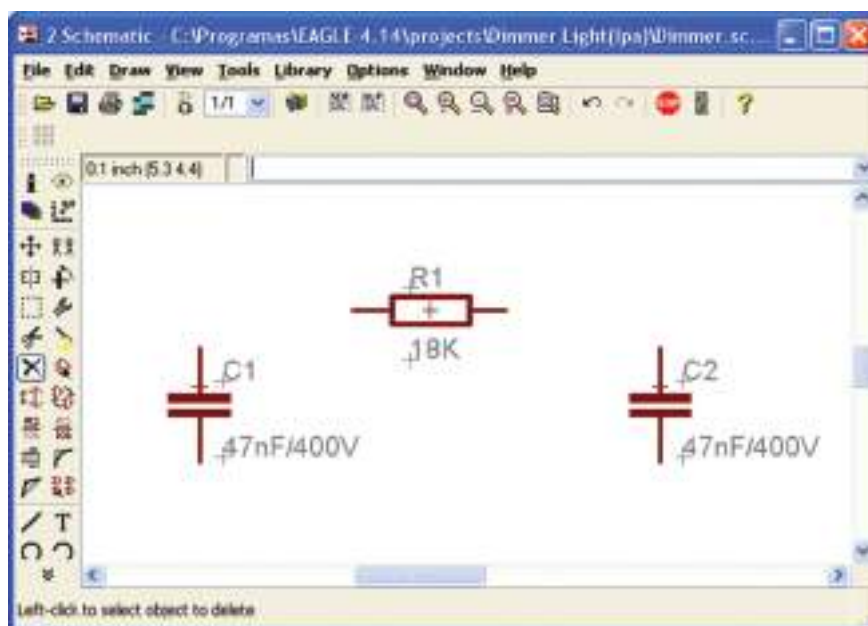 2 Schematic - C:\Programas\EAGLE-4.14\projects\Dimmer Light(lpa)\Dimmer.sc...
File Edit Draw View Tools Library Options Window Help
1/1
0.1 inch (5.3 4.4)
R1
18K
C1
C2
47nF/400V
47nF/400V
T
Left-click to select object to delete